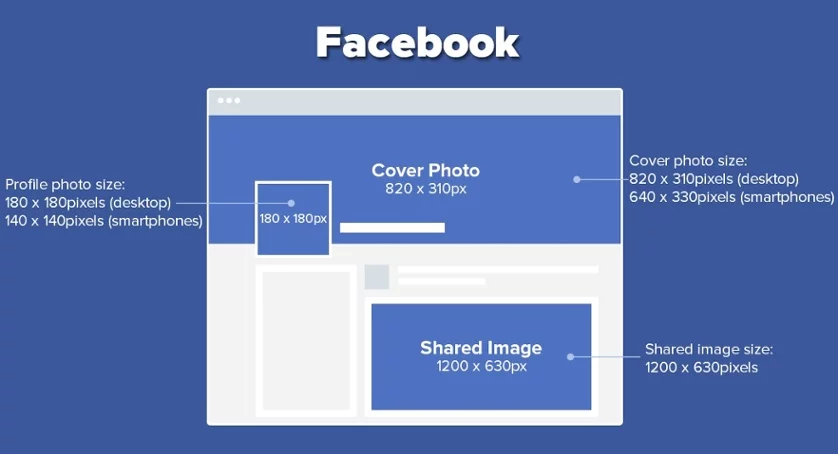 Facebook
Cover Photo
820 x 310px
Cover photo size:
820 x 310pixels (desktop)
640 x 330pixels (smartphones)
Profile photo size:
180 x 180pixels (desktop)
140 x 140pixels (smartphones)
180 x 180px
Shared Image
1200 x 630px
Shared image size:
1200 x 630pixels